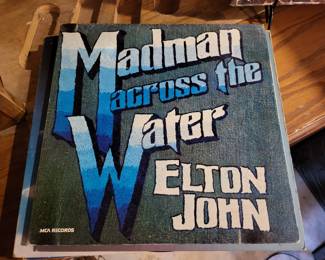 Madman
across the
Water
ELTON
JOHN
MCA RECORDS